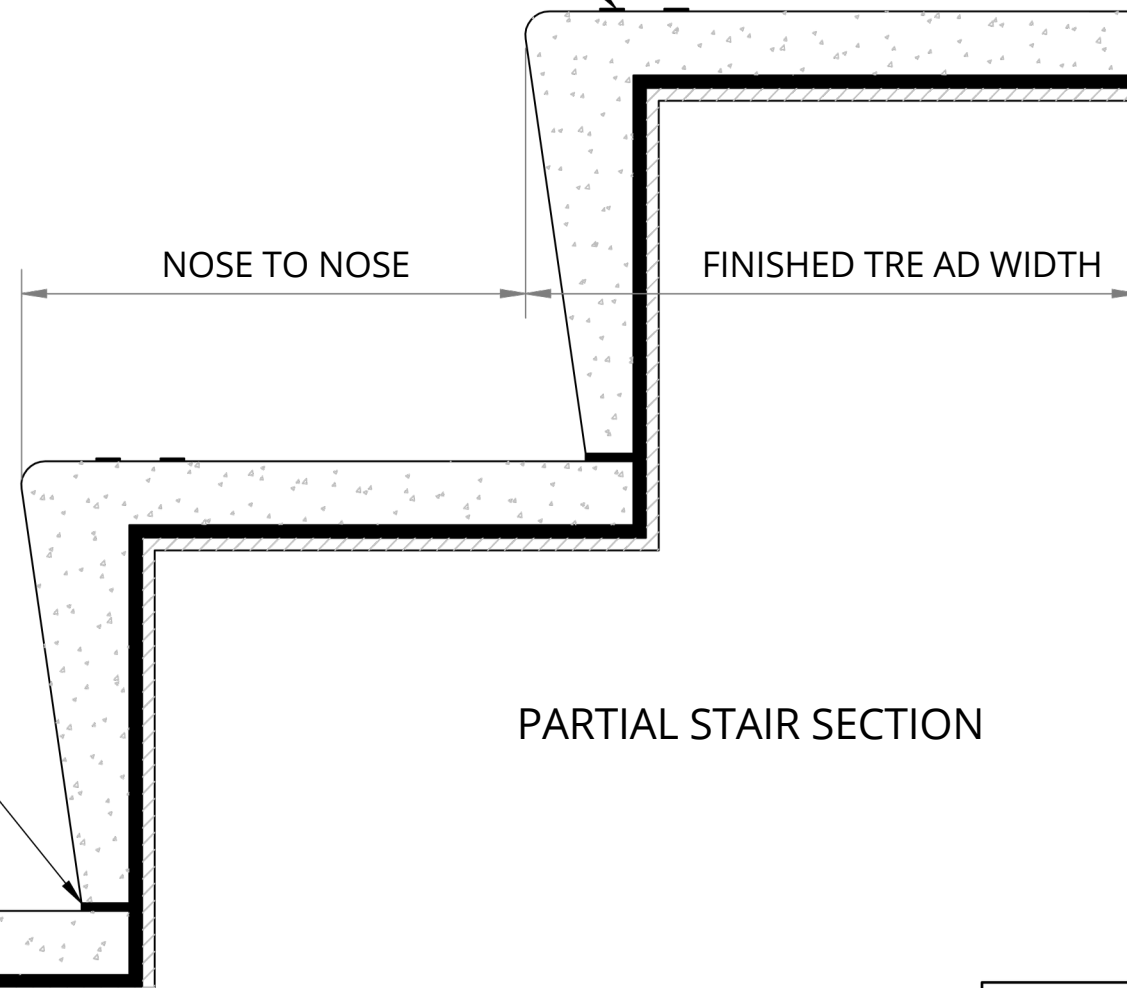 NOSE TO NOSE
FINISHED TRE AD WIDTH
PARTIAL STAIR SECTION